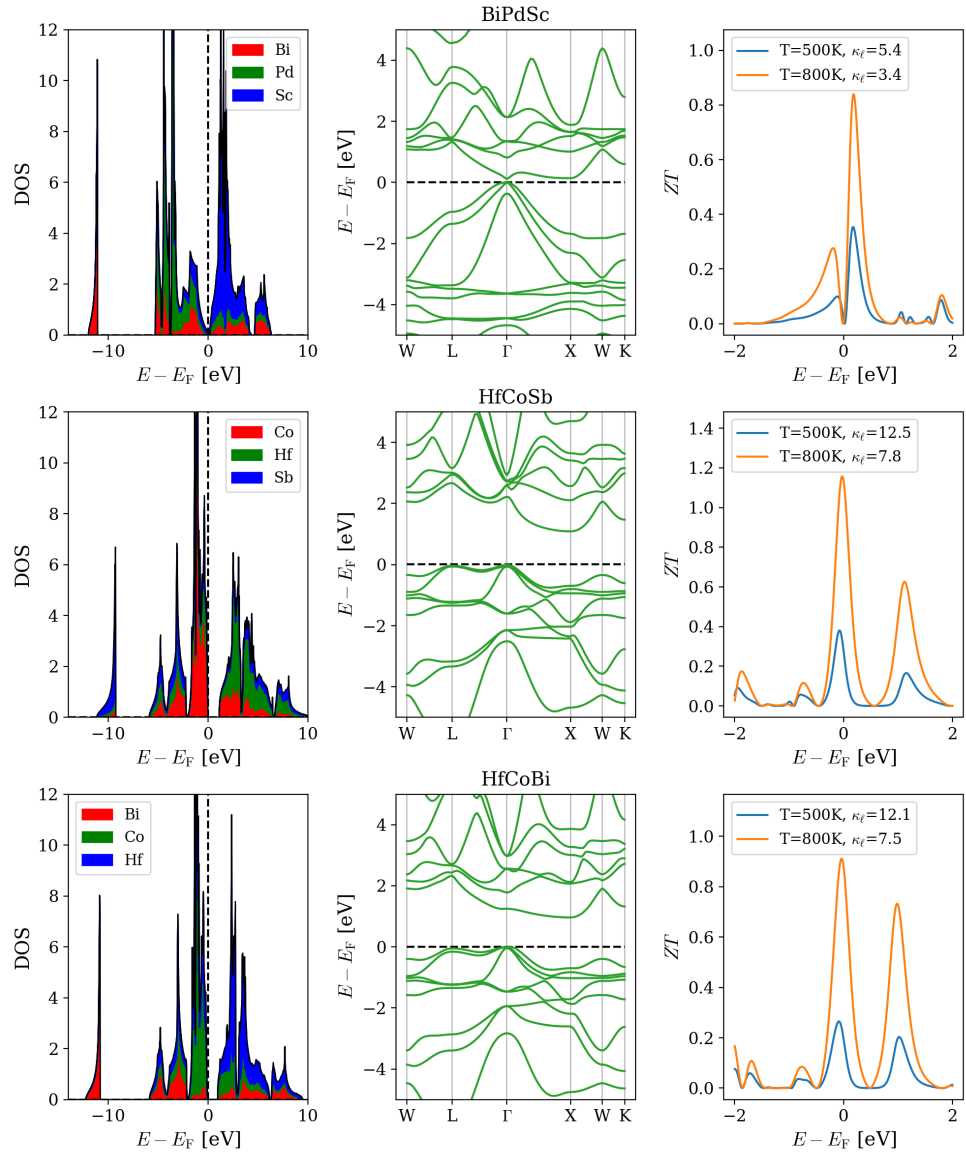 BiPdSc
DOS
12
10
8
6
4
2
0
Bi
Pd
Sc
−10 0 10
E − E_F [eV]
E − E_F [eV]
4
2
0
−2
−4
W L Γ X W K
ZT
1.0
0.8
0.6
0.4
0.2
0.0
T=500K, κ_ℓ=5.4
T=800K, κ_ℓ=3.4
−2 0 2
E − E_F [eV]
HfCoSb
DOS
12
10
8
6
4
2
0
Co
Hf
Sb
−10 0 10
E − E_F [eV]
E − E_F [eV]
4
2
0
−2
−4
W L Γ X W K
ZT
1.4
1.2
1.0
0.8
0.6
0.4
0.2
0.0
T=500K, κ_ℓ=12.5
T=800K, κ_ℓ=7.8
−2 0 2
E − E_F [eV]
HfCoBi
DOS
12
10
8
6
4
2
0
Bi
Co
Hf
−10 0 10
E − E_F [eV]
E − E_F [eV]
4
2
0
−2
−4
W L Γ X W K
ZT
1.0
0.8
0.6
0.4
0.2
0.0
T=500K, κ_ℓ=12.1
T=800K, κ_ℓ=7.5
−2 0 2
E − E_F [eV]